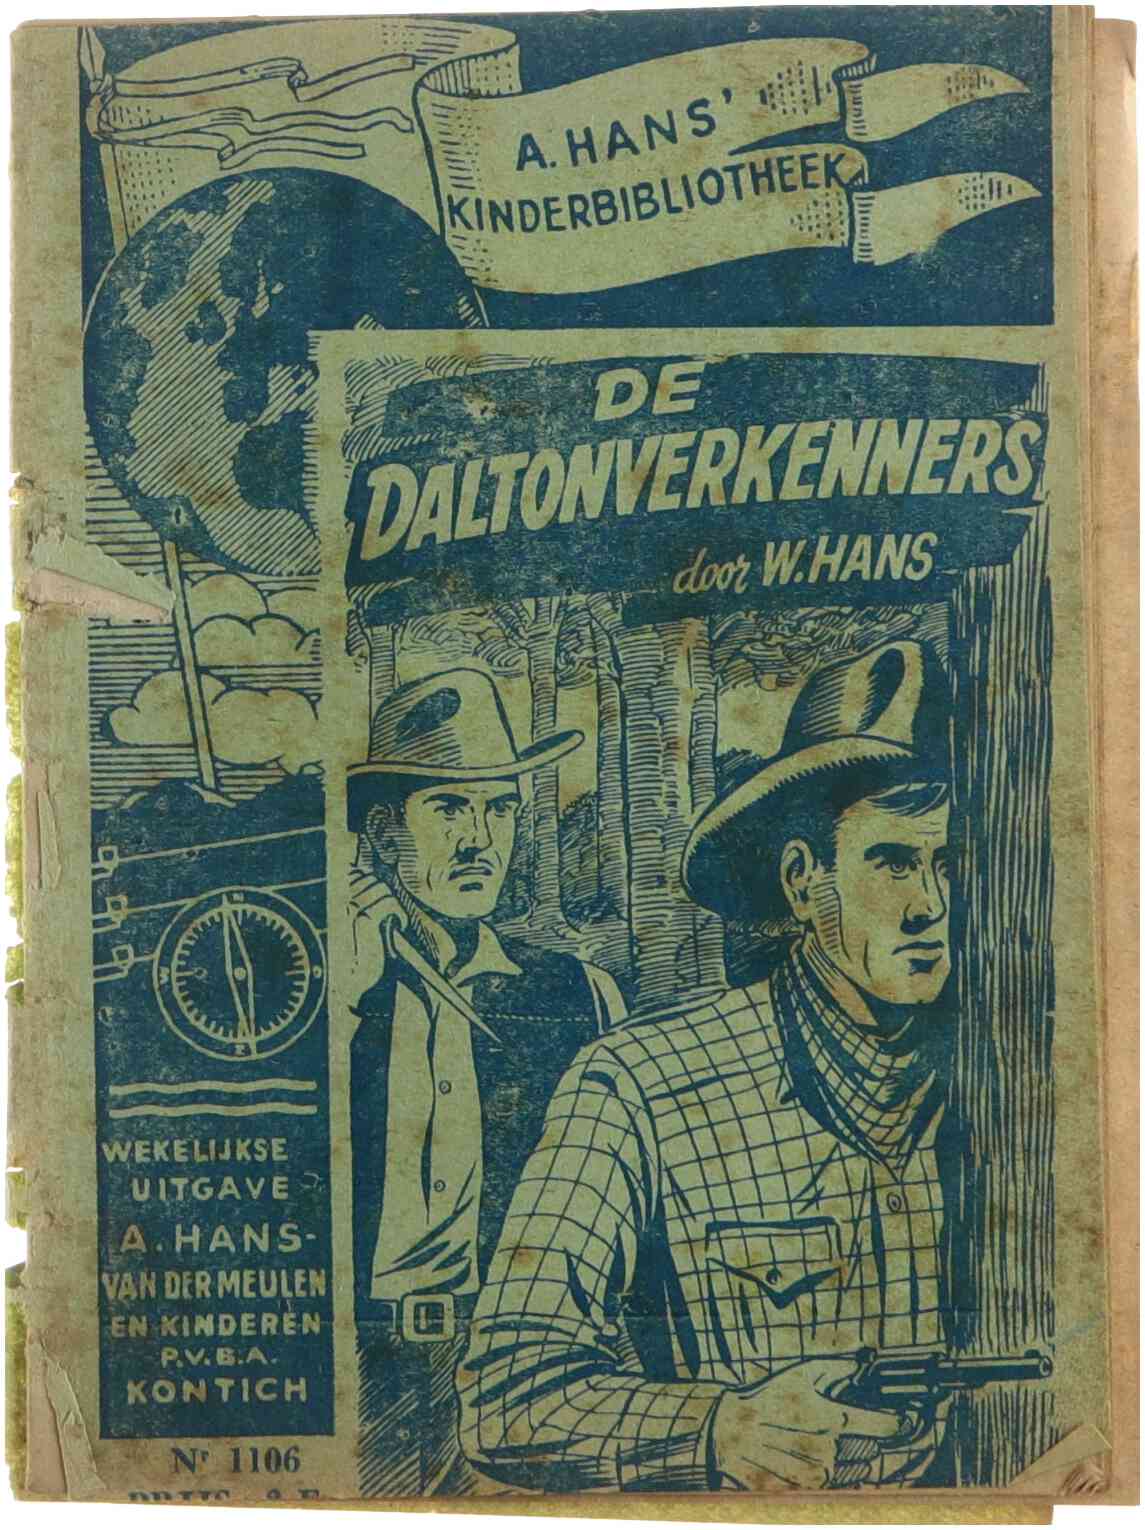 A. HANS'
KINDERBIBLIOTHEEK
DE
DALTONVERKENNERS
door W. HANS
WEKELIJKSE
UITGAVE
A. HANS-
VAN DER MEULEN
EN KINDEREN
P.V.B.A.
KONTICH
Nr 1106